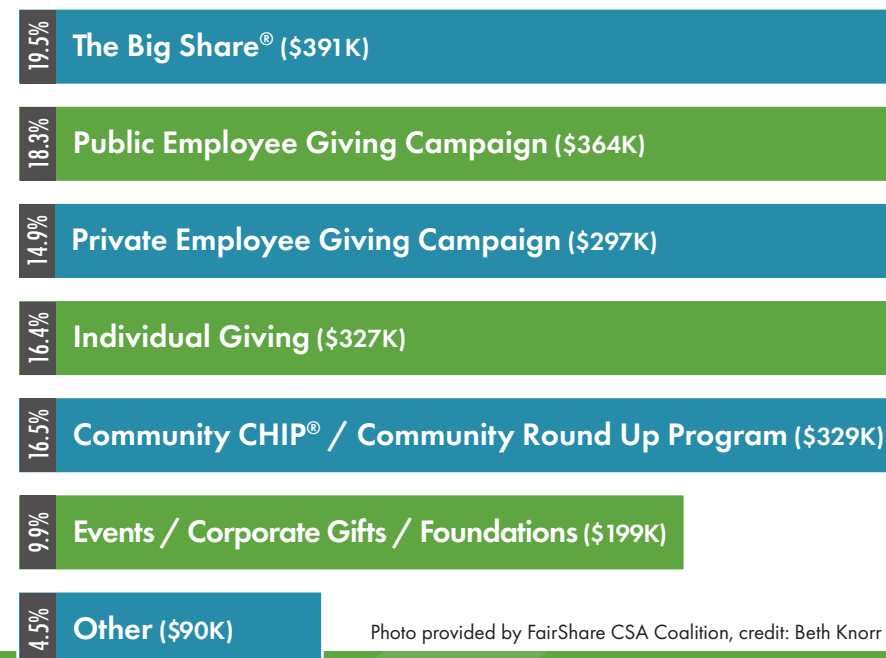 19.5% The Big Share® ($391K)
18.3% Public Employee Giving Campaign ($364K)
14.9% Private Employee Giving Campaign ($297K)
16.4% Individual Giving ($327K)
16.5% Community CHIP® / Community Round Up Program ($329K)
9.9% Events / Corporate Gifts / Foundations ($199K)
4.5% Other ($90K)
Photo provided by FairShare CSA Coalition, credit: Beth Knorr